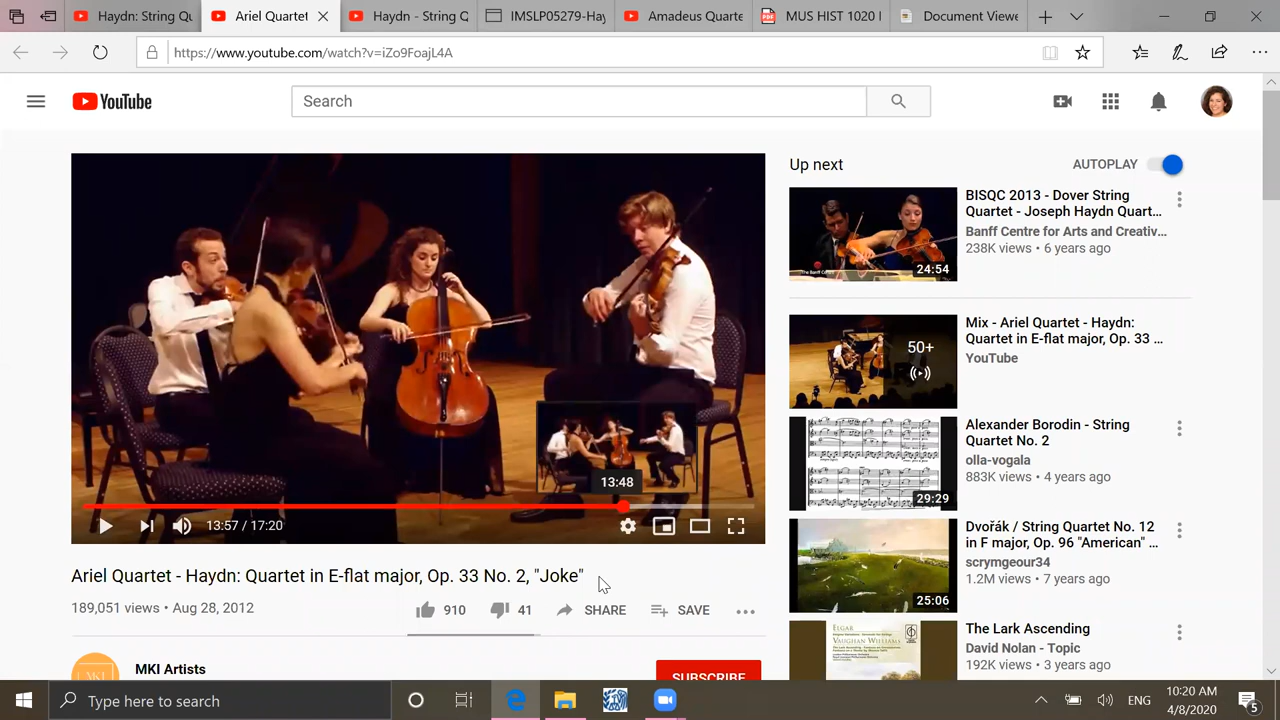 Haydn: String Qu
Ariel Quartet
Haydn - String Q
IMSLP05279-Hay
Amadeus Quarte
MUS HIST 1020 I
Document Viewe
https://www.youtube.com/watch?v=iZo9FoajL4A
YouTube
Search
Up next
AUTOPLAY
BISQC 2013 - Dover String
Quartet - Joseph Haydn Quart...
Banff Centre for Arts and Creativ...
238K views • 6 years ago
24:54
Mix - Ariel Quartet - Haydn:
Quartet in E-flat major, Op. 33 ...
YouTube
50+
Alexander Borodin - String
Quartet No. 2
olla-vogala
883K views • 4 years ago
29:29
Dvořák / String Quartet No. 12
in F major, Op. 96 "American" ...
scrymgeour34
1.2M views • 7 years ago
25:06
The Lark Ascending
David Nolan - Topic
192K views • 3 years ago
ELGAR
VAUGHAN WILLIAMS
13:48
13:57 / 17:20
Ariel Quartet - Haydn: Quartet in E-flat major, Op. 33 No. 2, "Joke"
189,051 views • Aug 28, 2012
910
41
SHARE
SAVE
MKI Artists
SUBSCRIBE
Type here to search
ENG
10:20 AM
4/8/2020
5